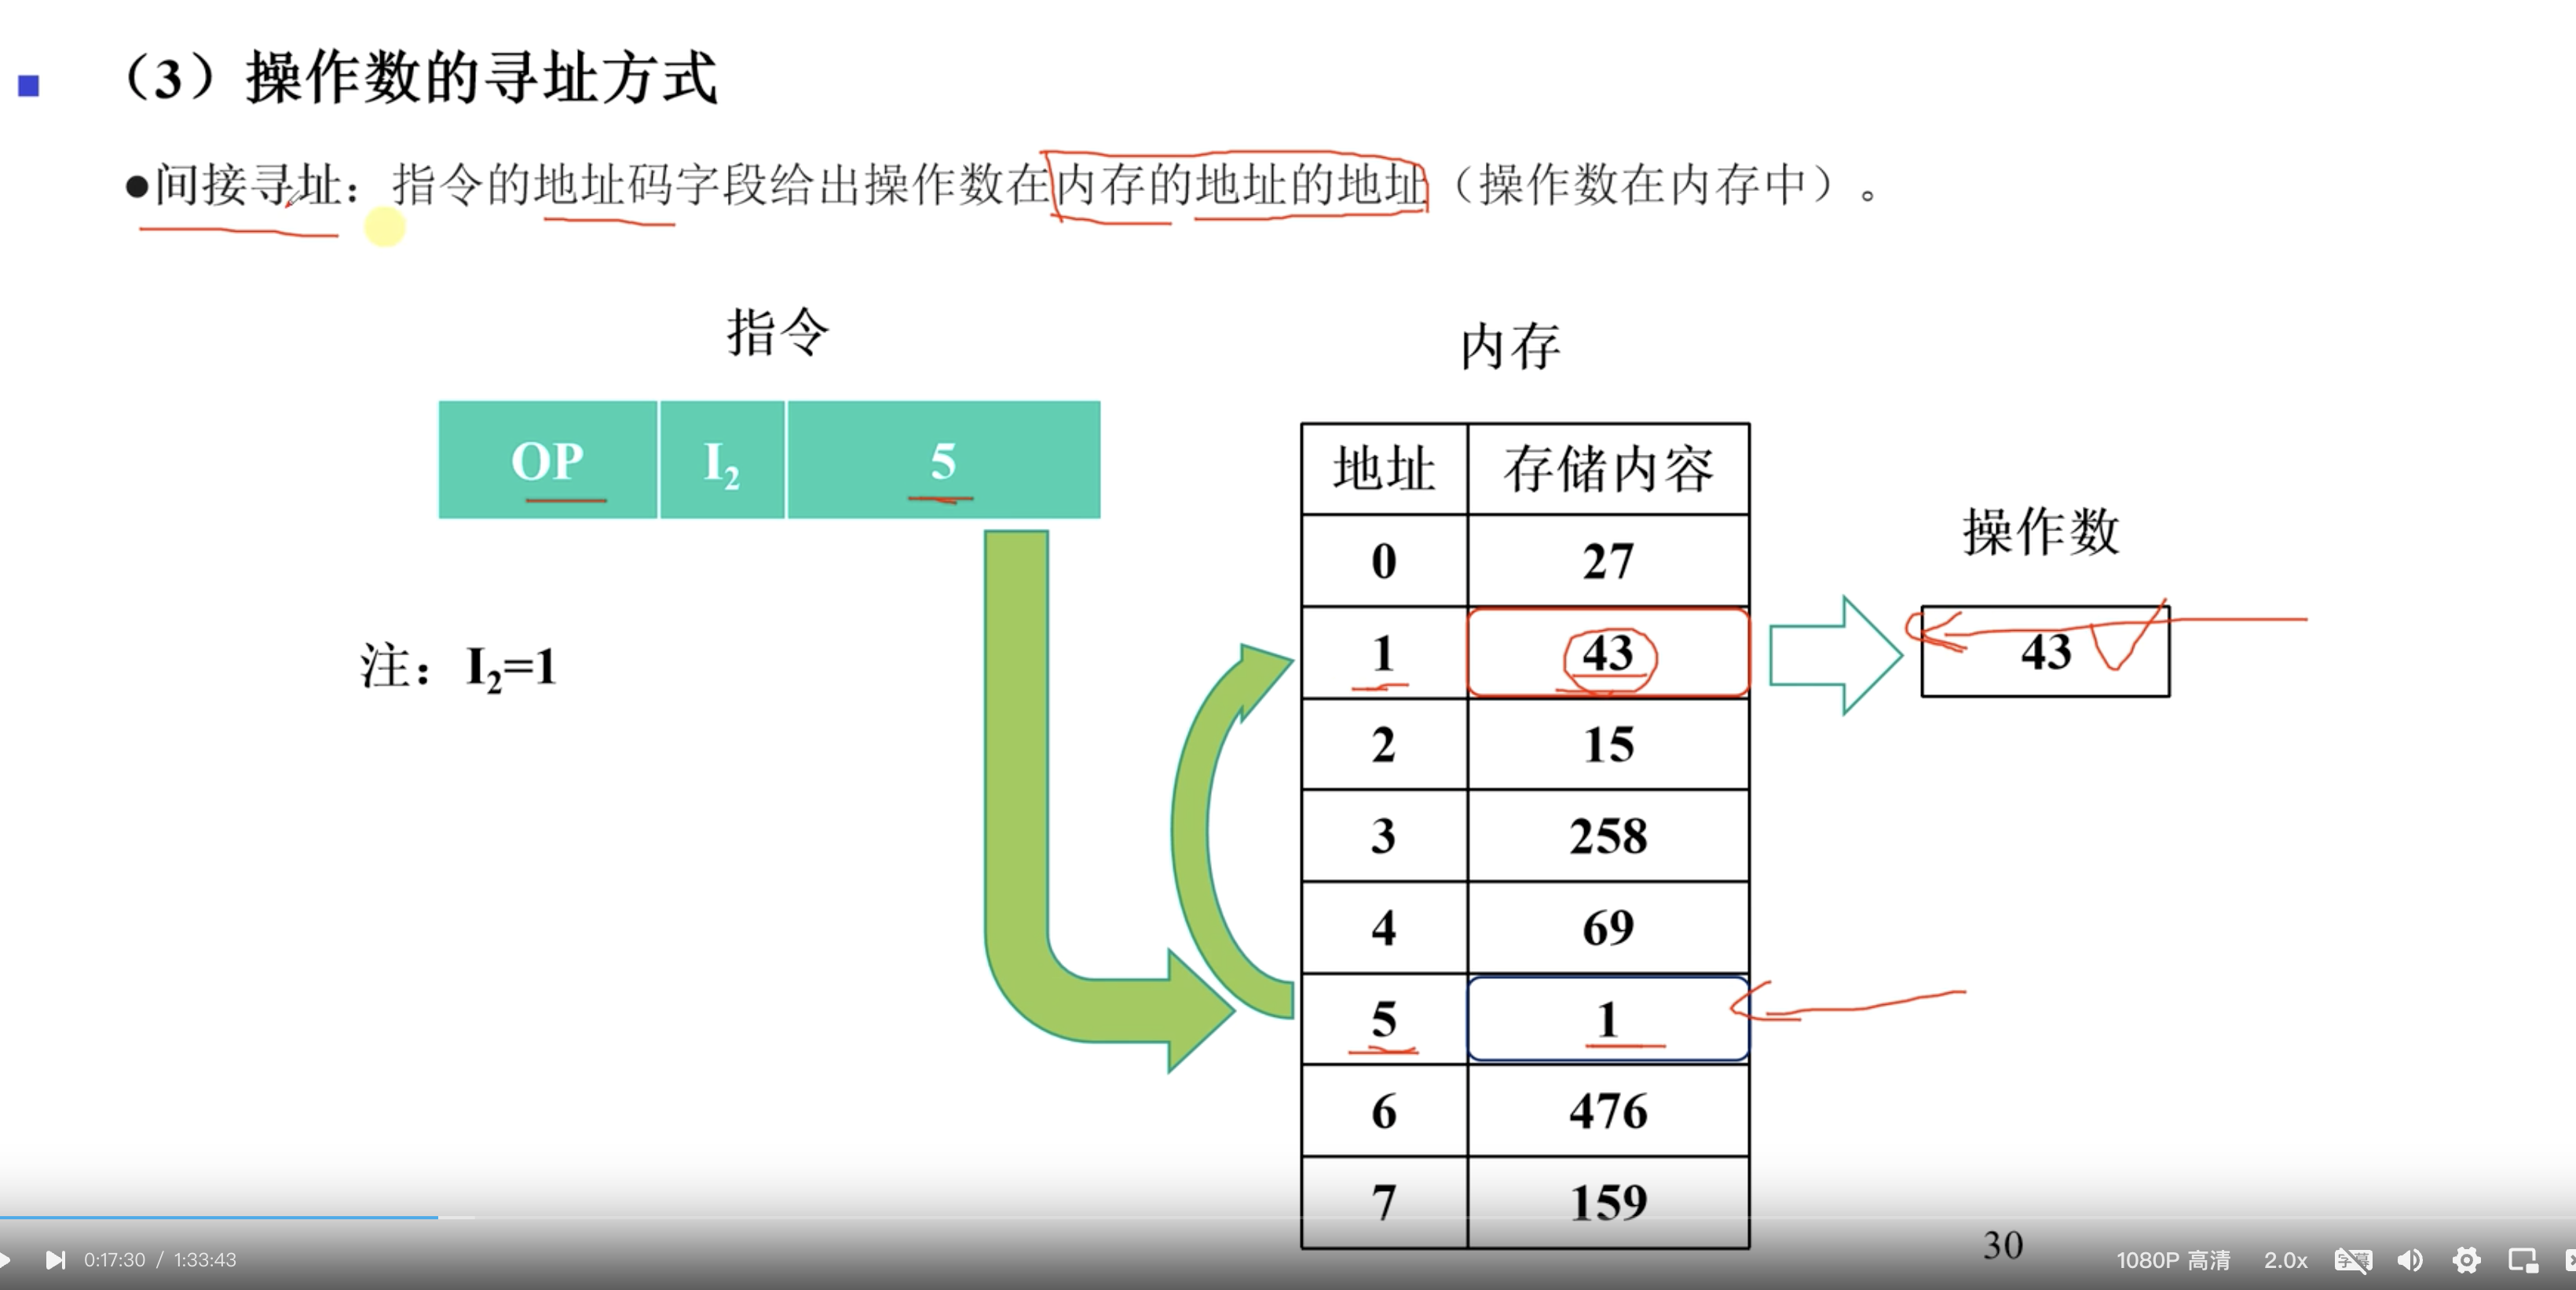 （3）操作数的寻址方式
●间接寻址：指令的地址码字段给出操作数在内存的地址的地址（操作数在内存中）。
指令
内存
OP I₂ 5
地址 存储内容
操作数
0 27
1 43
43
注：I₂=1
2 15
3 258
4 69
5 1
6 476
7 159
30
0:17:30 / 1:33:43
1080P 高清 2.0x 字幕